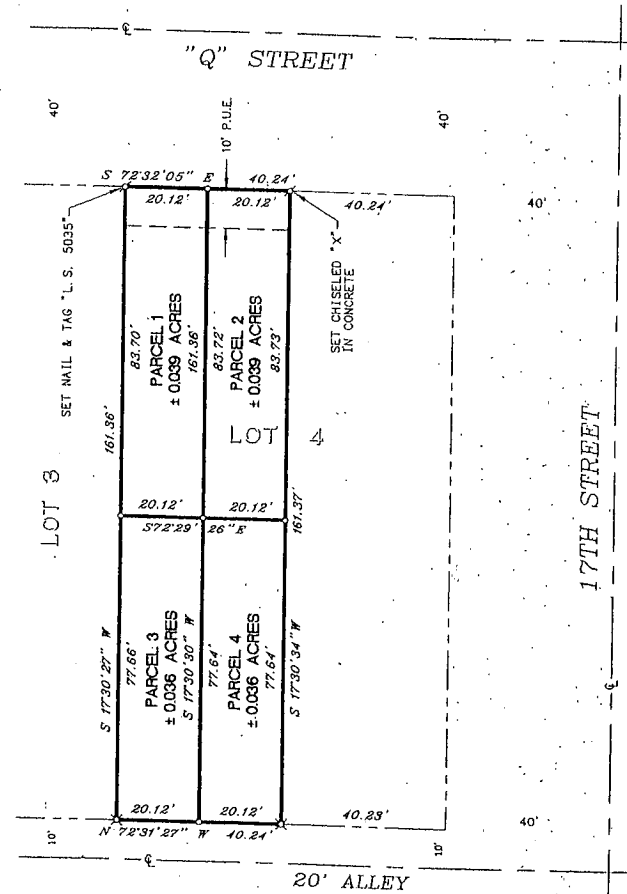 ℄
"Q" STREET
40'
10' P.U.E.
40'
S 72°32'05" E
40.24'
20.12'
20.12'
40.24'
40'
SET NAIL & TAG "L.S. 5035"
SET CHISELED "X"
IN CONCRETE
83.70'
PARCEL 1
± 0.039 ACRES
161.36'
83.72'
PARCEL 2
± 0.039 ACRES
83.73'
161.36'
LOT 3
LOT 4
20.12'
20.12'
S72°29'26"E
161.37'
17TH STREET
S 17°30'27" W
77.66'
PARCEL 3
± 0.036 ACRES
S 17°30'30" W
77.64'
PARCEL 4
± 0.036 ACRES
77.64'
S 17°30'34" W
℄
20.12'
20.12'
40.23'
40'
N 72°31'27" W
40.24'
10'
10'
℄
20' ALLEY